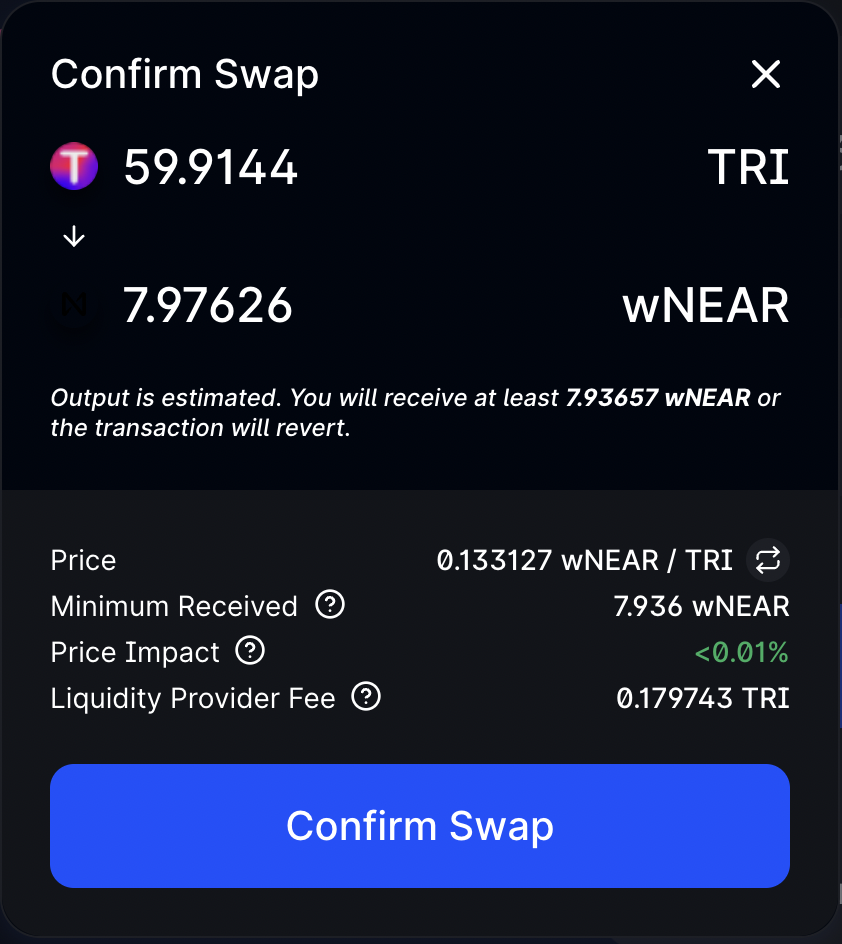 Confirm Swap
T 59.9144 TRI
7.97626 wNEAR
Output is estimated. You will receive at least 7.93657 wNEAR or
the transaction will revert.
Price 0.133127 wNEAR / TRI
Minimum Received ? 7.936 wNEAR
Price Impact ? <0.01%
Liquidity Provider Fee ? 0.179743 TRI
Confirm Swap